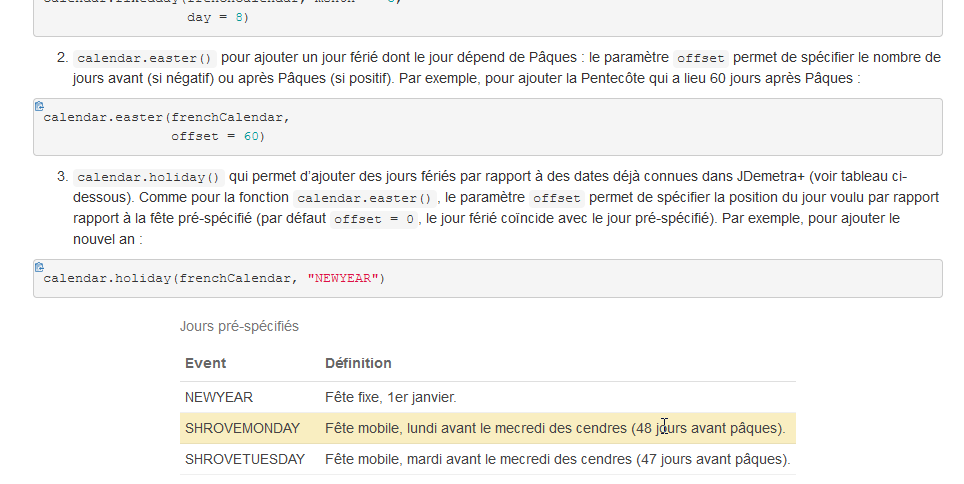 day = 8)
2. calendar.easter() pour ajouter un jour férié dont le jour dépend de Pâques : le paramètre offset permet de spécifier le nombre de
jours avant (si négatif) ou après Pâques (si positif). Par exemple, pour ajouter la Pentecôte qui a lieu 60 jours après Pâques :
calendar.easter(frenchCalendar,
offset = 60)
3. calendar.holiday() qui permet d'ajouter des jours fériés par rapport à des dates déjà connues dans JDemetra+ (voir tableau ci-
dessous). Comme pour la fonction calendar.easter(), le paramètre offset permet de spécifier la position du jour voulu par rapport
rapport à la fête pré-spécifié (par défaut offset = 0, le jour férié coïncide avec le jour pré-spécifié). Par exemple, pour ajouter le
nouvel an :
calendar.holiday(frenchCalendar, "NEWYEAR")
Jours pré-spécifiés
Event Définition
NEWYEAR Fête fixe, 1er janvier.
SHROVEMONDAY Fête mobile, lundi avant le mecredi des cendres (48 jours avant pâques).
SHROVETUESDAY Fête mobile, mardi avant le mecredi des cendres (47 jours avant pâques).